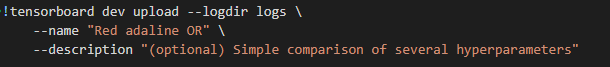 !tensorboard dev upload --logdir logs \
--name "Red adaline OR" \
--description "(optional) Simple comparison of several hyperparameters"